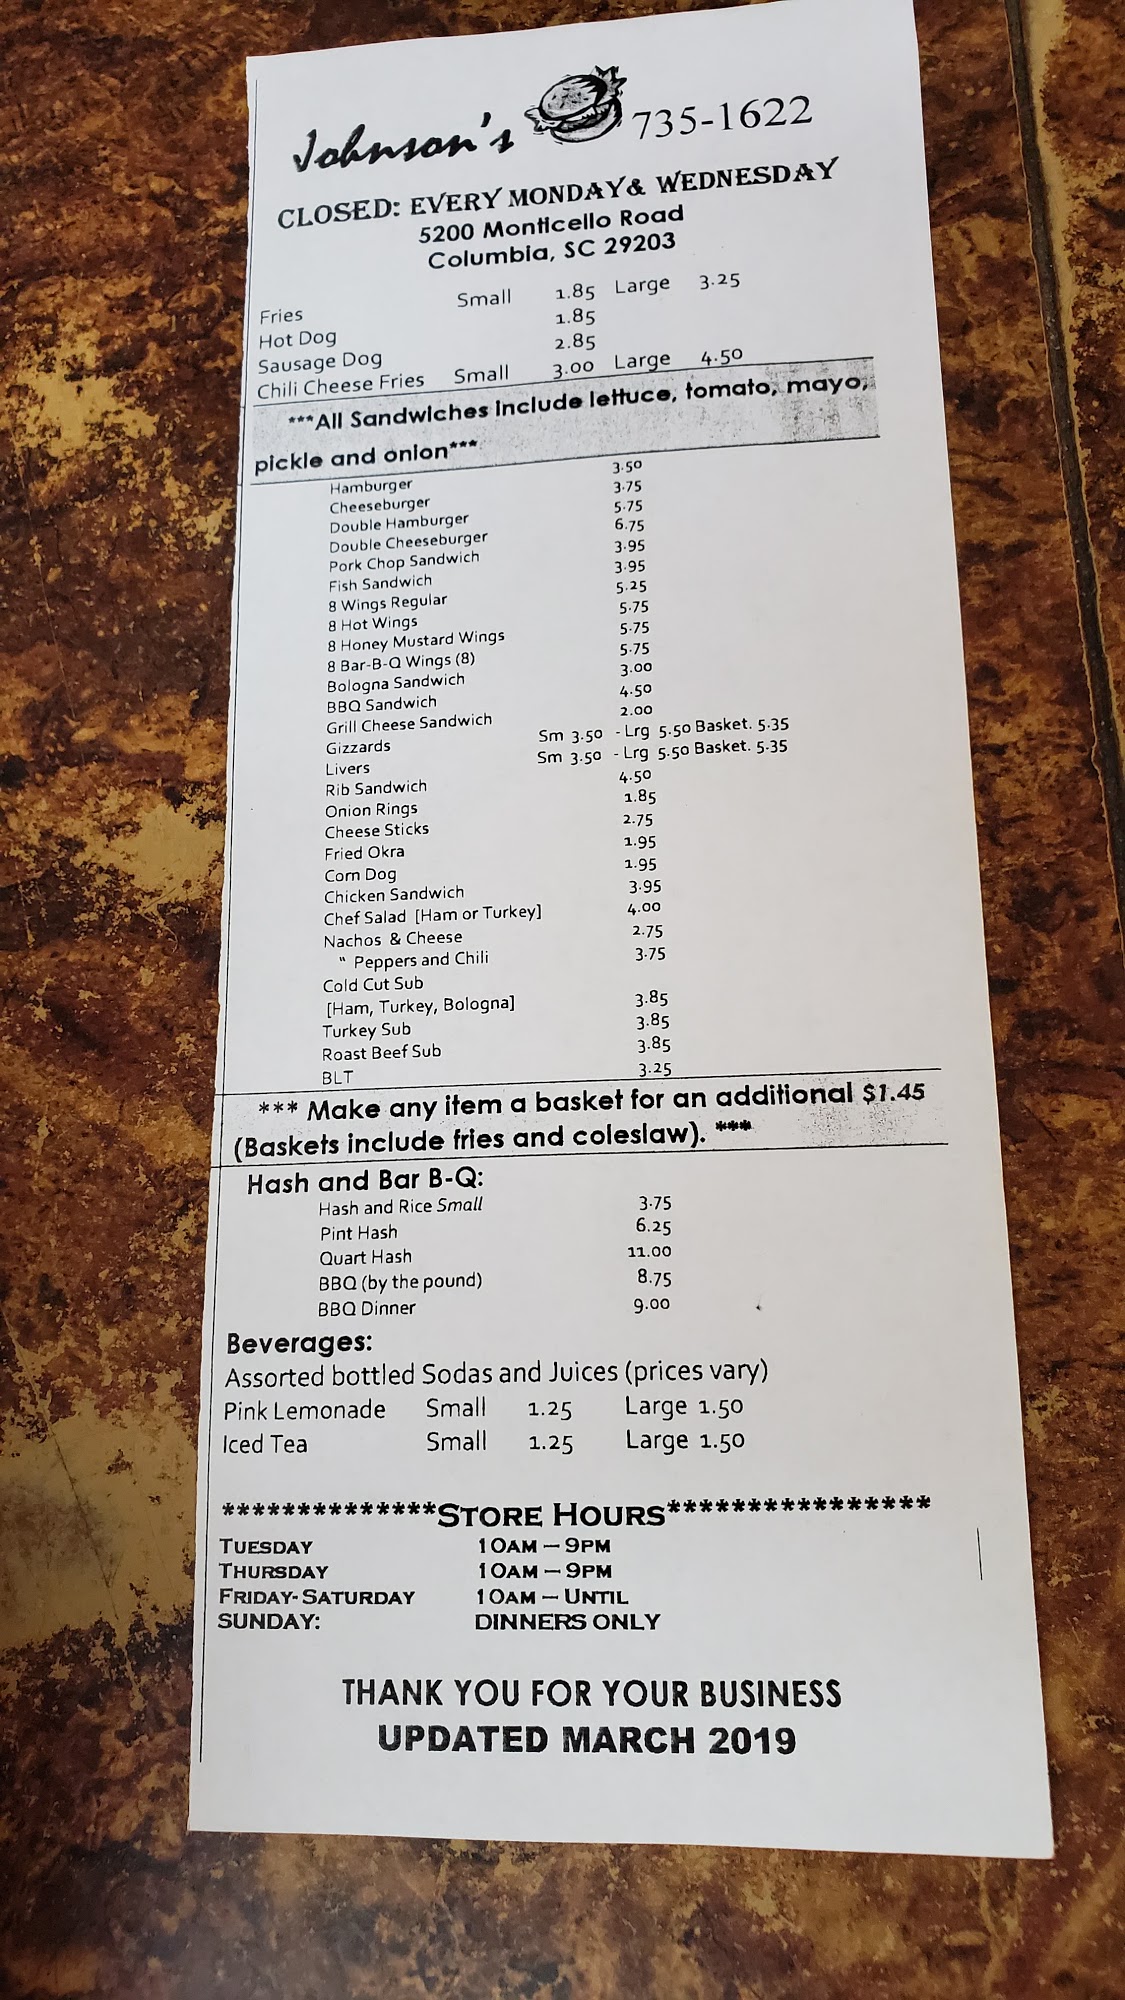 Johnson's 735-1622
CLOSED: EVERY MONDAY& WEDNESDAY
5200 Monticello Road
Columbia, SC 29203
Fries Small 1.85 Large 3.25
Hot Dog 1.85
Sausage Dog 2.85
Chili Cheese Fries Small 3.00 Large 4.50
***All Sandwiches include lettuce, tomato, mayo,
pickle and onion***
Hamburger 3.50
Cheeseburger 3.75
Double Hamburger 5.75
Double Cheeseburger 6.75
Pork Chop Sandwich 3.95
Fish Sandwich 3.95
8 Wings Regular 5.25
8 Hot Wings 5.75
8 Honey Mustard Wings 5.75
8 Bar-B-Q Wings (8) 5.75
Bologna Sandwich 3.00
BBQ Sandwich 4.50
Grill Cheese Sandwich 2.00
Gizzards Sm 3.50 - Lrg 5.50 Basket. 5.35
Livers Sm 3.50 - Lrg 5.50 Basket. 5.35
Rib Sandwich 4.50
Onion Rings 1.85
Cheese Sticks 2.75
Fried Okra 1.95
Corn Dog 1.95
Chicken Sandwich 3.95
Chef Salad [Ham or Turkey] 4.00
Nachos & Cheese 2.75
" Peppers and Chili 3.75
Cold Cut Sub
[Ham, Turkey, Bologna] 3.85
Turkey Sub 3.85
Roast Beef Sub 3.85
BLT 3.25
*** Make any item a basket for an additional $1.45
(Baskets include fries and coleslaw). ***
Hash and Bar B-Q:
Hash and Rice Small 3.75
Pint Hash 6.25
Quart Hash 11.00
BBQ (by the pound) 8.75
BBQ Dinner 9.00
Beverages:
Assorted bottled Sodas and Juices (prices vary)
Pink Lemonade Small 1.25 Large 1.50
Iced Tea Small 1.25 Large 1.50
**************STORE HOURS****************
TUESDAY 10AM – 9PM
THURSDAY 10AM – 9PM
FRIDAY-SATURDAY 10AM – UNTIL
SUNDAY: DINNERS ONLY
THANK YOU FOR YOUR BUSINESS
UPDATED MARCH 2019